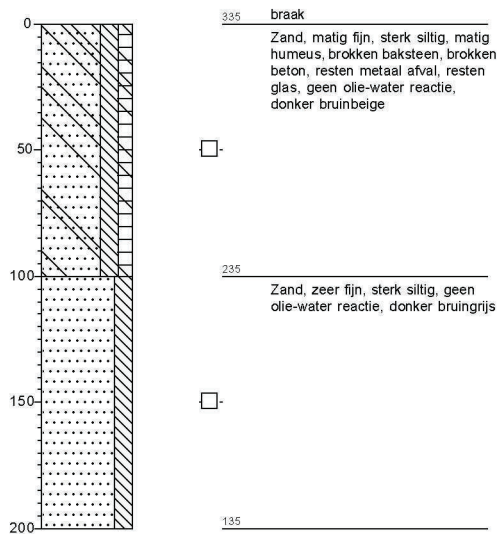 0
335
braak
Zand, matig fijn, sterk siltig, matig
humeus, brokken baksteen, brokken
beton, resten metaal afval, resten
glas, geen olie-water reactie,
donker bruinbeige
50
235
100
Zand, zeer fijn, sterk siltig, geen
olie-water reactie, donker bruingrijs
150
135
200